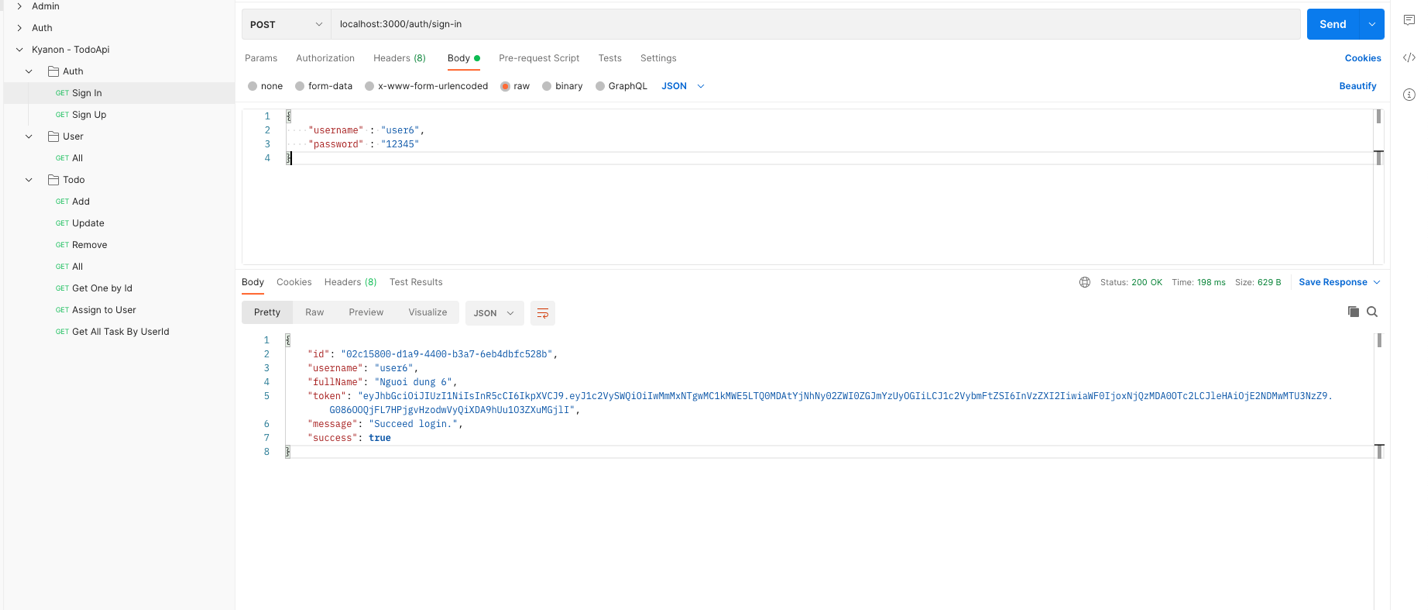 Admin
Auth
Kyanon - TodoApi
Auth
GET Sign In
GET Sign Up
User
GET All
Todo
GET Add
GET Update
GET Remove
GET All
GET Get One by Id
GET Assign to User
GET Get All Task By UserId
POST localhost:3000/auth/sign-in Send
Params Authorization Headers (8) Body Pre-request Script Tests Settings Cookies
none form-data x-www-form-urlencoded raw binary GraphQL JSON Beautify
1 {
2 "username" : "user6",
3 "password" : "12345"
4 }
Body Cookies Headers (8) Test Results Status: 200 OK Time: 198 ms Size: 629 B Save Response
Pretty Raw Preview Visualize JSON
1 {
2 "id": "02c15800-d1a9-4400-b3a7-6eb4dbfc528b",
3 "username": "user6",
4 "fullName": "Nguoi dung 6",
5 "token": "eyJhbGciOiJIUzI1NiIsInR5cCI6IkpXVCJ9.eyJ1c2VySWQiOiIwMmMxNTgwMC1kMWE5LTQ0MDAtYjNhNy02ZWI0ZGJmYzUyOGIiLCJ1c2VybmFtZSI6InVzZXI2IiwiaWF0IjoxNjQzMDA0OTc2LCJleHAiOjE2NDMwMTU3NzZ9.
G086OOQjFL7HPjgvHzodwVyQiXDA9hUu1O3ZXuMGjlI",
6 "message": "Succeed login.",
7 "success": true
8 }